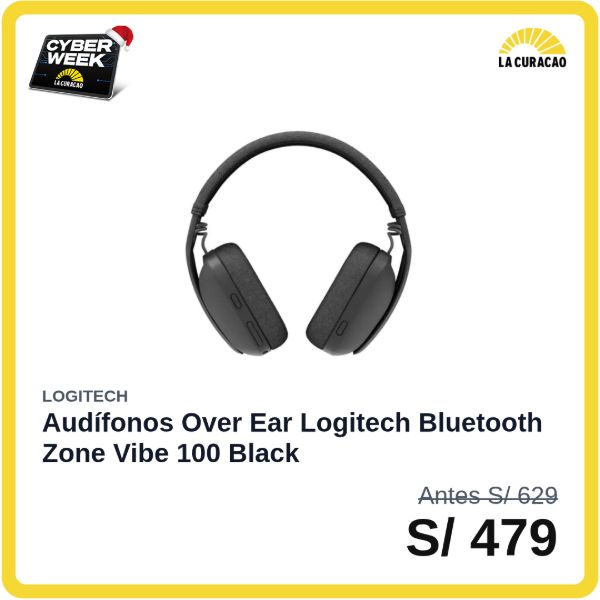 CYBER
WEEK
LA CURACAO
LA CURACAO
LOGITECH
Audífonos Over Ear Logitech Bluetooth
Zone Vibe 100 Black
Antes S/ 629
S/ 479